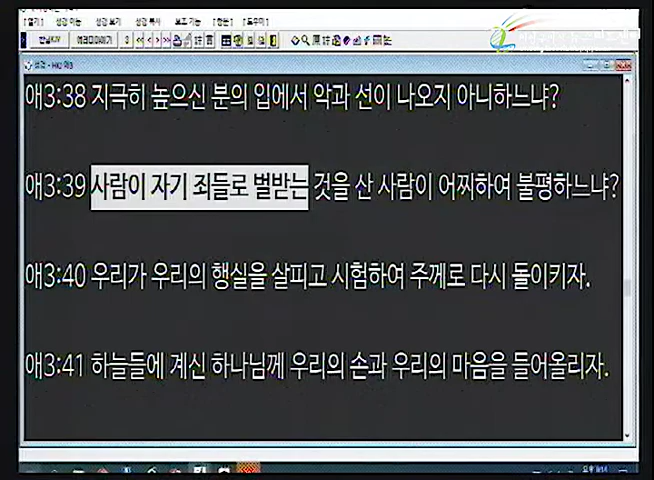 성경 - HKJ 애3
애3:38 지극히 높으신 분의 입에서 악과 선이 나오지 아니하느냐?
애3:39 사람이 자기 죄들로 벌받는 것을 산 사람이 어찌하여 불평하느냐?
애3:40 우리가 우리의 행실을 살피고 시험하여 주께로 다시 돌이키자.
애3:41 하늘들에 계신 하나님께 우리의 손과 우리의 마음을 들어올리자.